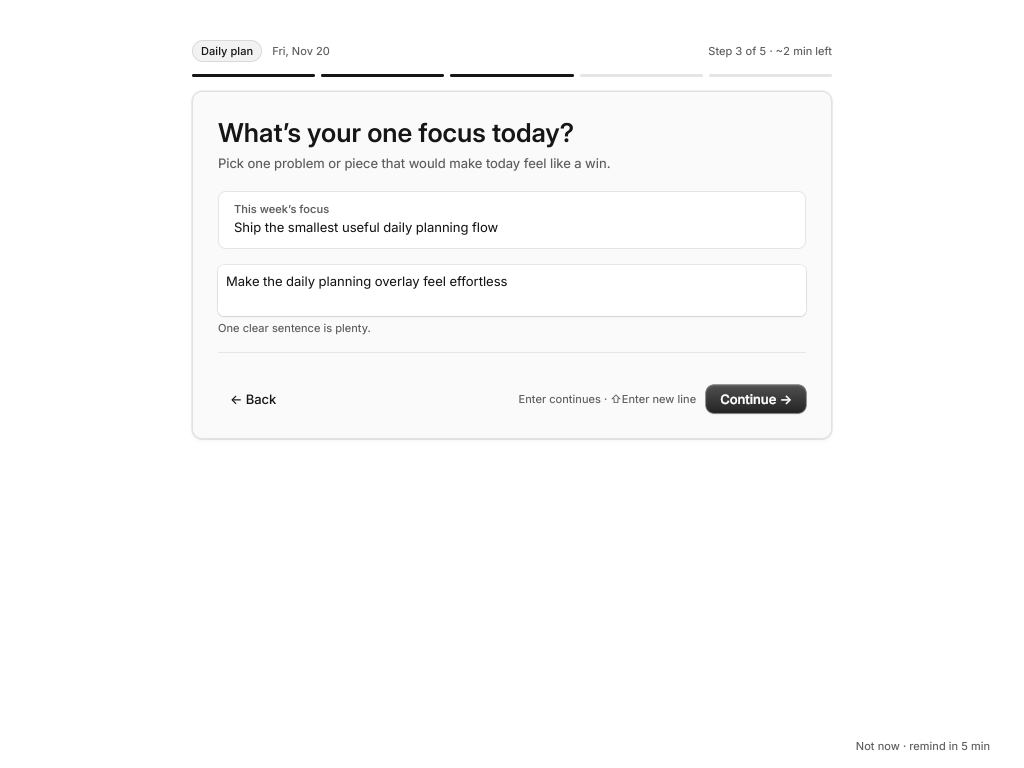 Daily plan Fri, Nov 20 Step 3 of 5 · ~2 min left
What’s your one focus today?
Pick one problem or piece that would make today feel like a win.
This week’s focus
Ship the smallest useful daily planning flow
Make the daily planning overlay feel effortless
One clear sentence is plenty.
← Back Enter continues · ⇧Enter new line Continue →
Not now · remind in 5 min